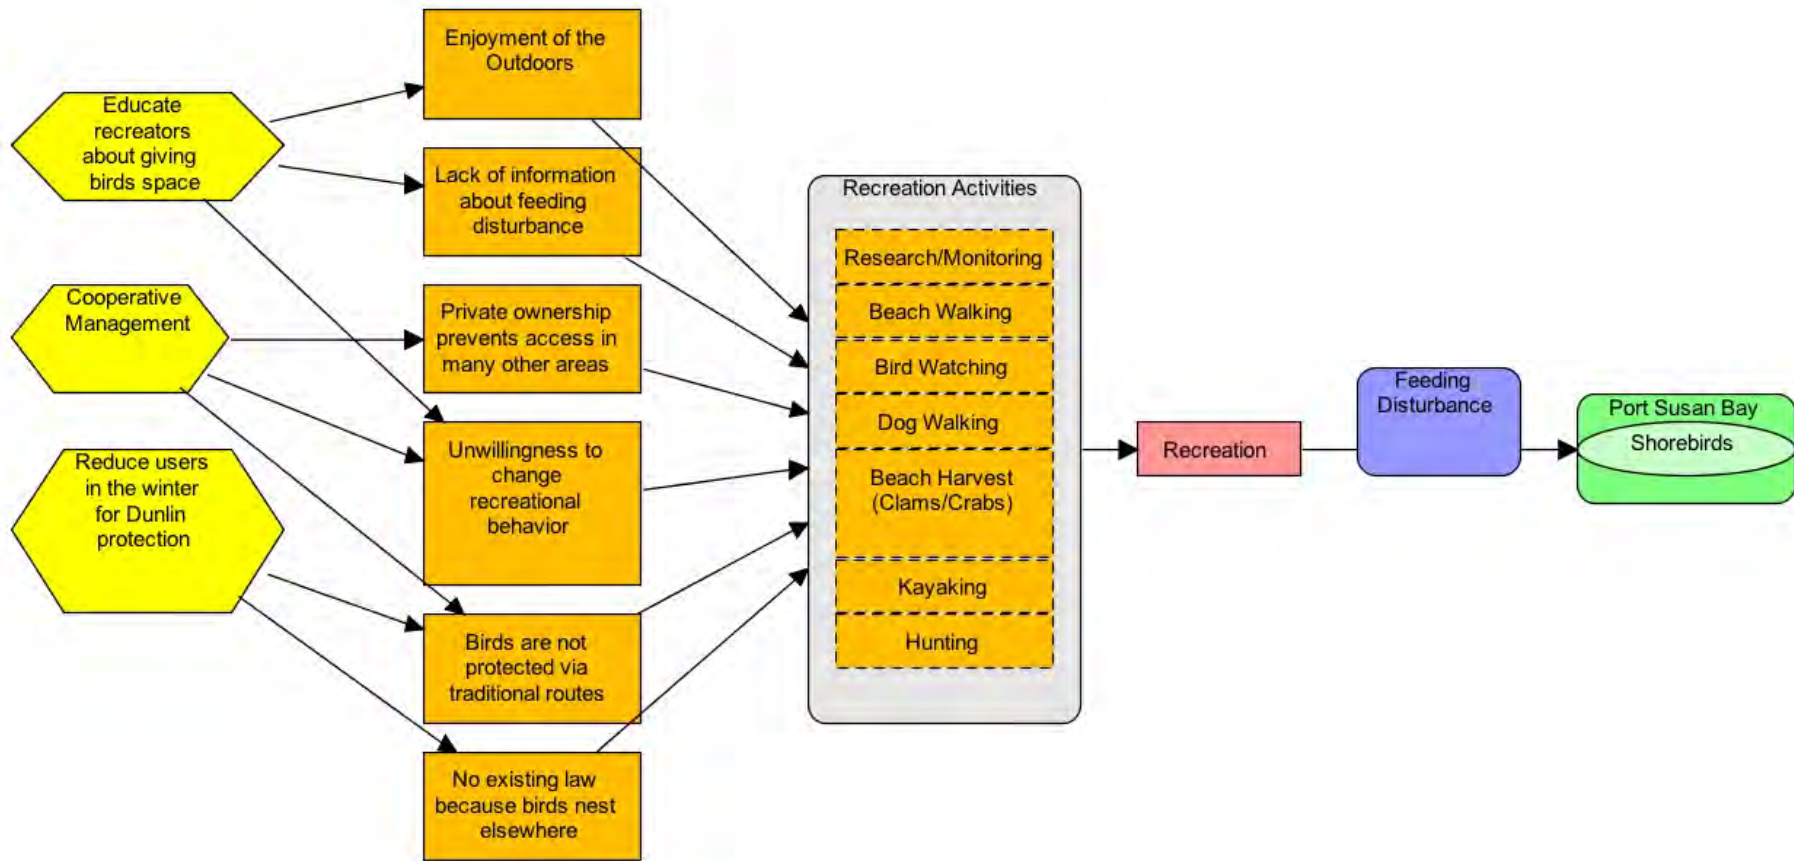 Educate
recreators
about giving
birds space
Cooperative
Management
Reduce users
in the winter
for Dunlin
protection
Enjoyment of the
Outdoors
Lack of information
about feeding
disturbance
Private ownership
prevents access in
many other areas
Unwillingness to
change
recreational
behavior
Birds are not
protected via
traditional routes
No existing law
because birds nest
elsewhere
Recreation Activities
Research/Monitoring
Beach Walking
Bird Watching
Dog Walking
Beach Harvest
(Clams/Crabs)
Kayaking
Hunting
Recreation
Feeding
Disturbance
Port Susan Bay
Shorebirds